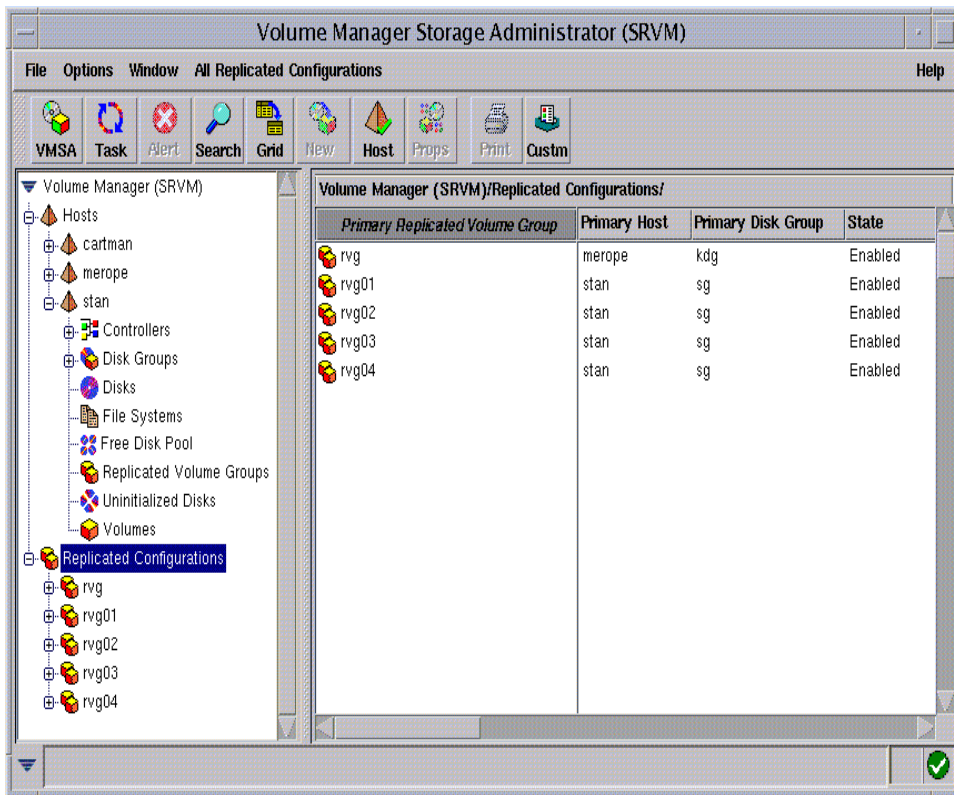 Volume Manager Storage Administrator (SRVM)
File Options Window All Replicated Configurations Help
VMSA Task Alert Search Grid New Host Props Print Custm
Volume Manager (SRVM)
Hosts
cartman
merope
stan
Controllers
Disk Groups
Disks
File Systems
Free Disk Pool
Replicated Volume Groups
Uninitialized Disks
Volumes
Replicated Configurations
rvg
rvg01
rvg02
rvg03
rvg04
Volume Manager (SRVM)/Replicated Configurations/
Primary Replicated Volume Group Primary Host Primary Disk Group State
rvg merope kdg Enabled
rvg01 stan sg Enabled
rvg02 stan sg Enabled
rvg03 stan sg Enabled
rvg04 stan sg Enabled